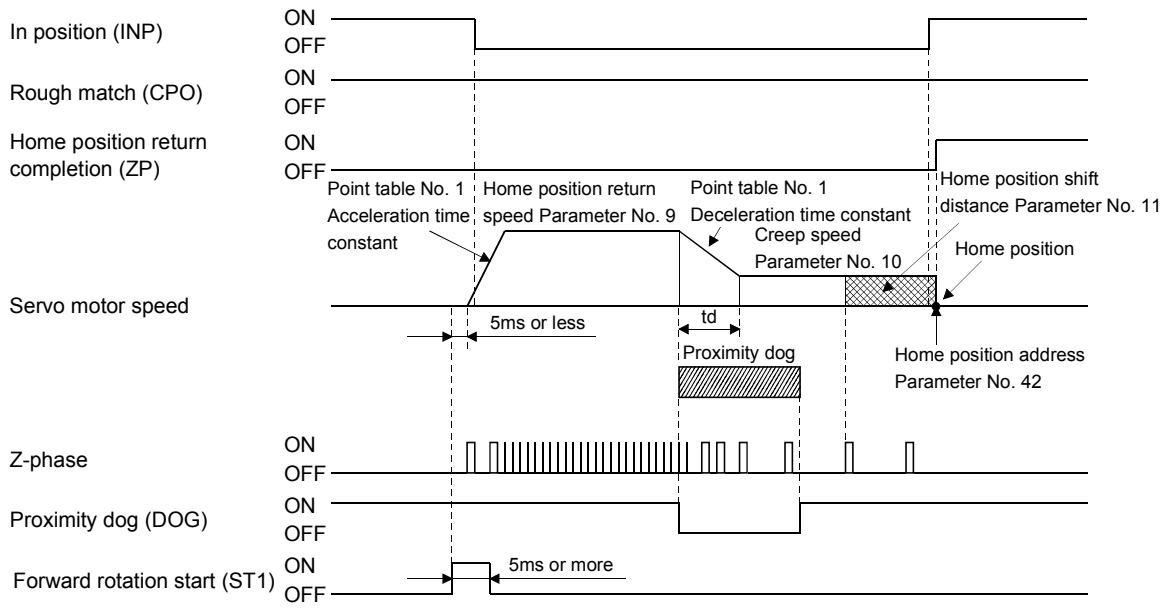 In position (INP)
ON
OFF
Rough match (CPO)
ON
OFF
Home position return
completion (ZP)
ON
OFF
Point table No. 1
Acceleration time
constant
Home position return
speed Parameter No. 9
Point table No. 1
Deceleration time constant
Creep speed
Parameter No. 10
Home position shift
distance Parameter No. 11
Home position
Servo motor speed
5ms or less
td
Proximity dog
Home position address
Parameter No. 42
Z-phase
ON
OFF
Proximity dog (DOG)
ON
OFF
Forward rotation start (ST1)
ON
OFF
5ms or more